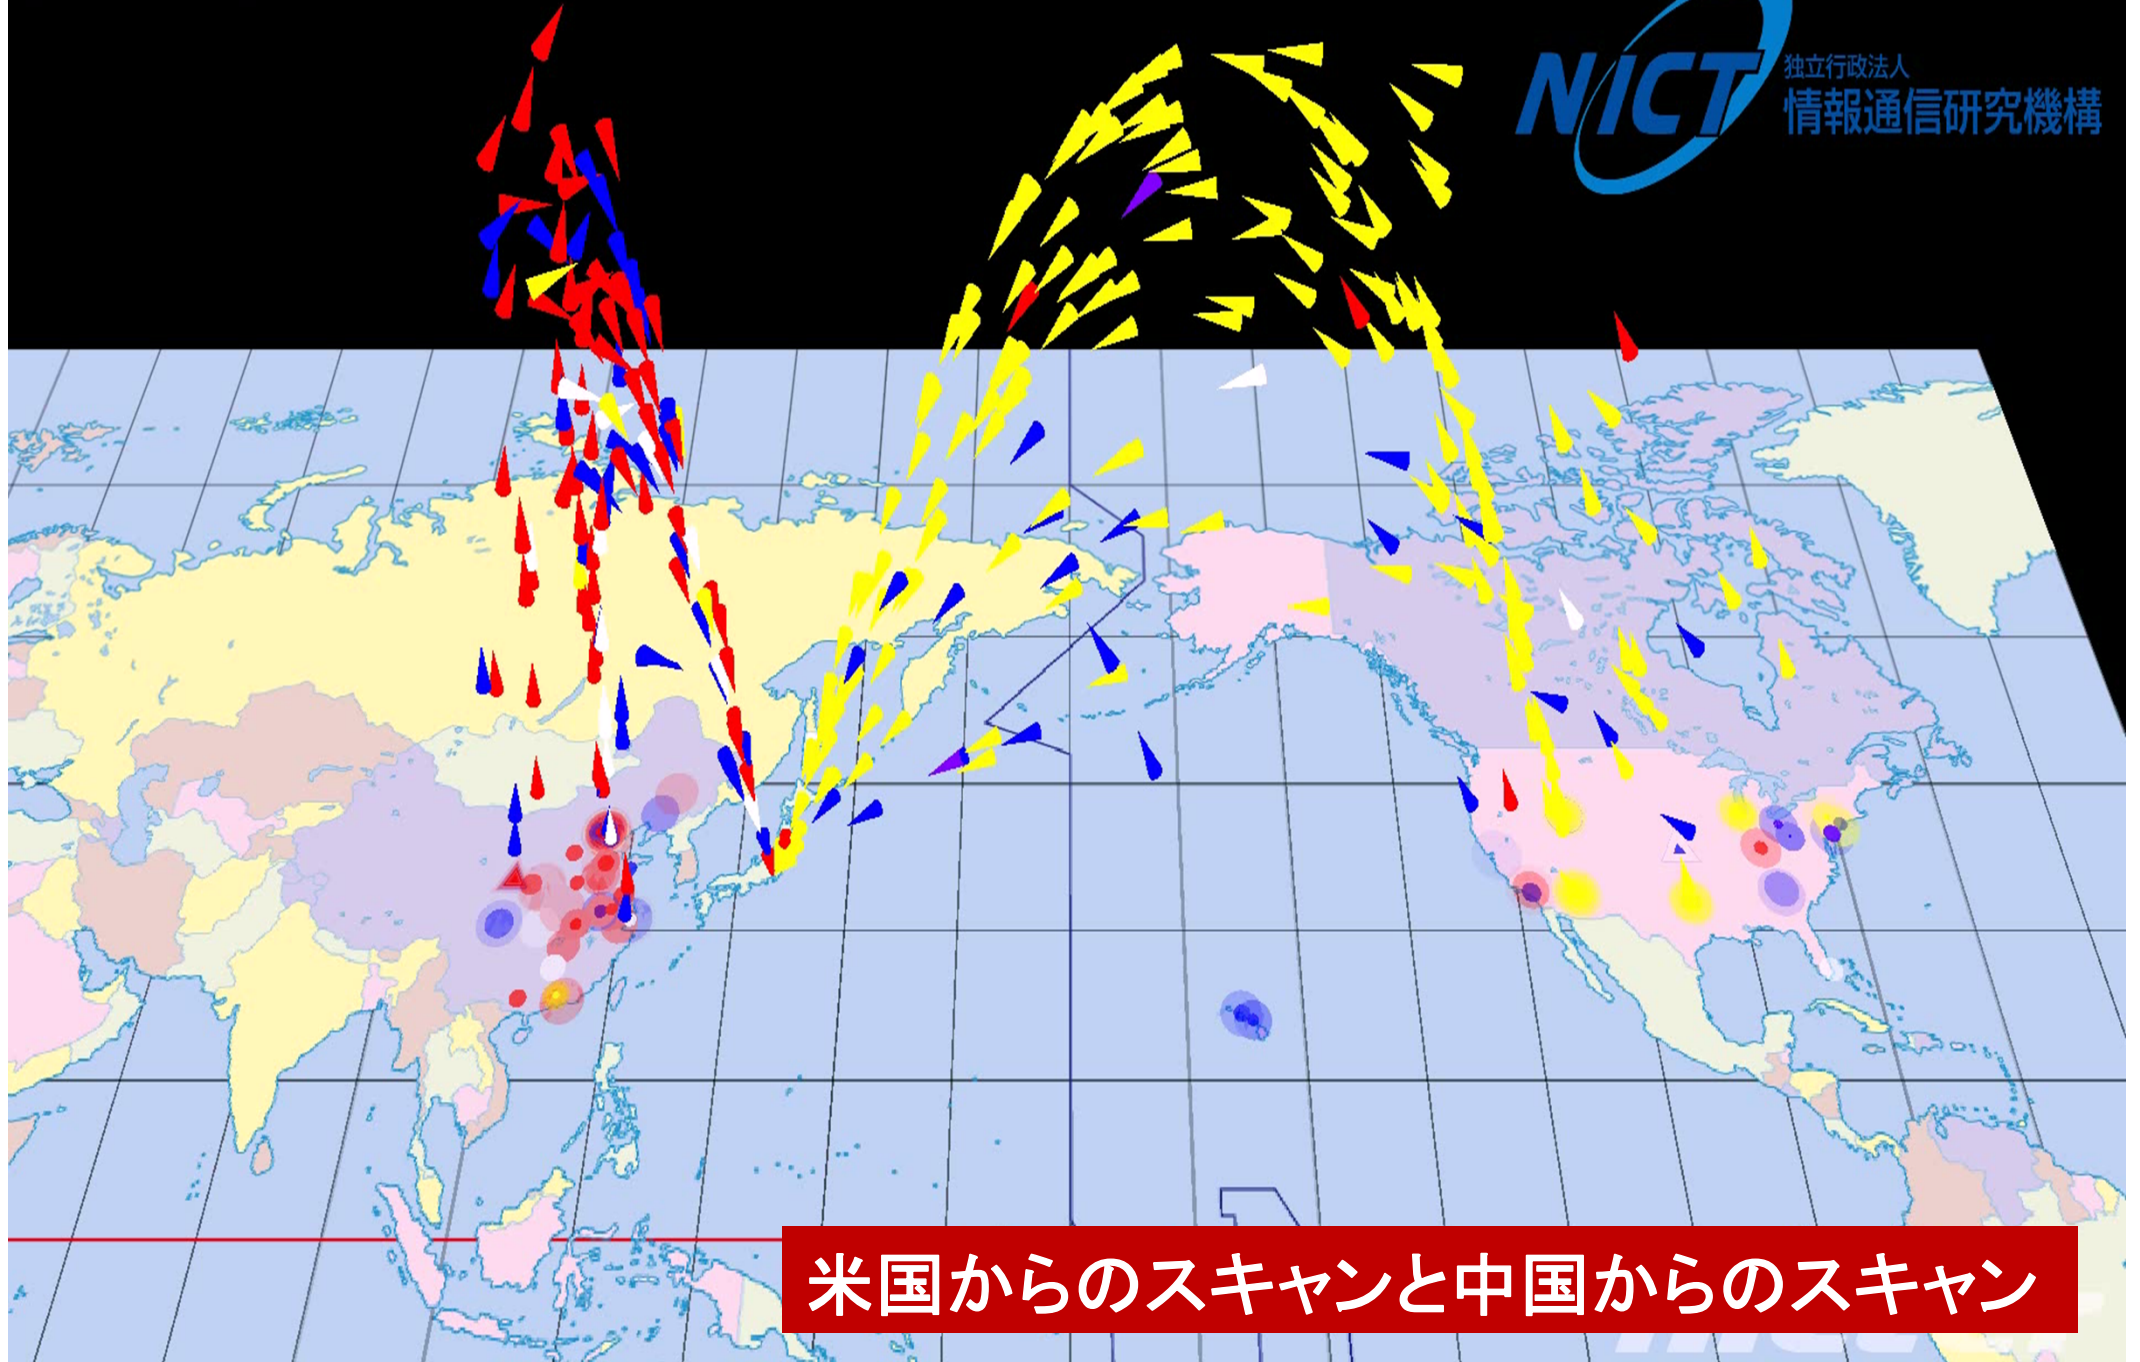 NICT
独立行政法人
情報通信研究機構
米国からのスキャンと中国からのスキャン